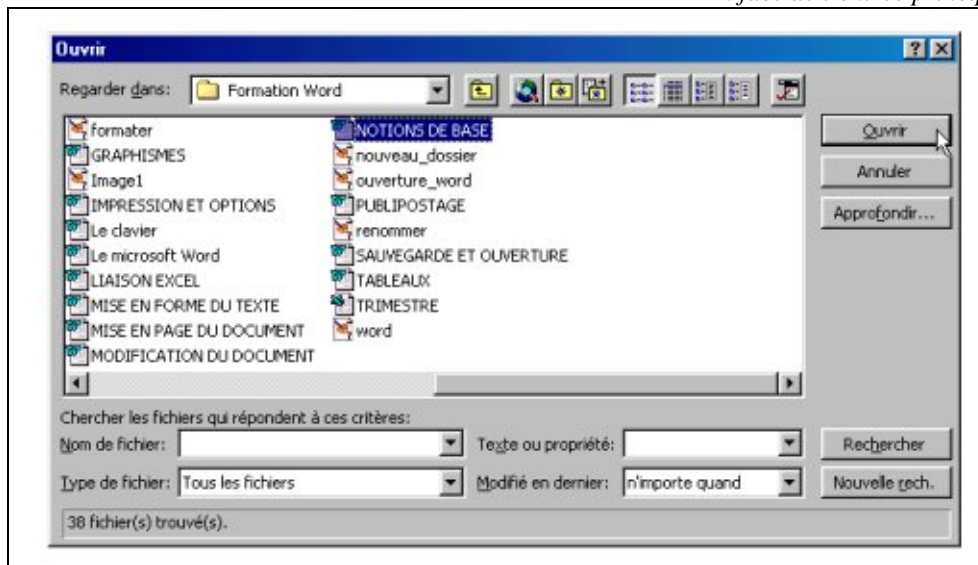 Ouvrir
Regarder dans: Formation Word
formater
GRAPHISMES
Image1
IMPRESSION ET OPTIONS
Le clavier
Le microsoft Word
LIAISON EXCEL
MISE EN FORME DU TEXTE
MISE EN PAGE DU DOCUMENT
MODIFICATION DU DOCUMENT
NOTIONS DE BASE
nouveau_dossier
ouverture_word
PUBLIPOSTAGE
renommer
SAUVEGARDE ET OUVERTURE
TABLEAUX
TRIMESTRE
word
Ouvrir
Annuler
Approfondir...
Chercher les fichiers qui répondent à ces critères:
Nom de fichier: Texte ou propriété: Rechercher
Type de fichier: Tous les fichiers Modifié en dernier: n'importe quand Nouvelle rech.
38 fichier(s) trouvé(s).